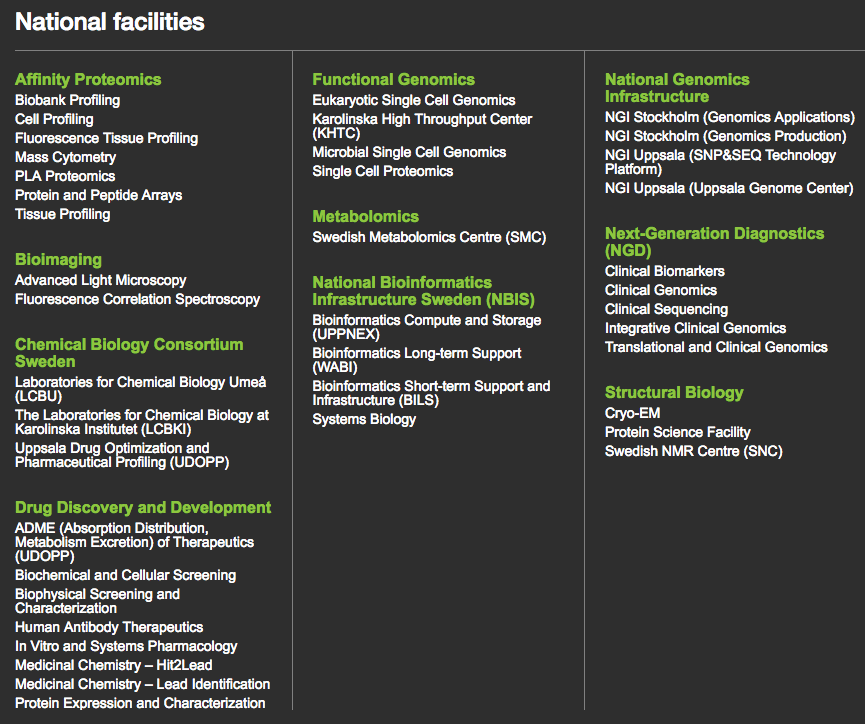 National facilities
Affinity Proteomics
Biobank Profiling
Cell Profiling
Fluorescence Tissue Profiling
Mass Cytometry
PLA Proteomics
Protein and Peptide Arrays
Tissue Profiling
Bioimaging
Advanced Light Microscopy
Fluorescence Correlation Spectroscopy
Chemical Biology Consortium
Sweden
Laboratories for Chemical Biology Umeå
(LCBU)
The Laboratories for Chemical Biology at
Karolinska Institutet (LCBKI)
Uppsala Drug Optimization and
Pharmaceutical Profiling (UDOPP)
Drug Discovery and Development
ADME (Absorption Distribution,
Metabolism Excretion) of Therapeutics
(UDOPP)
Biochemical and Cellular Screening
Biophysical Screening and
Characterization
Human Antibody Therapeutics
In Vitro and Systems Pharmacology
Medicinal Chemistry – Hit2Lead
Medicinal Chemistry – Lead Identification
Protein Expression and Characterization
Functional Genomics
Eukaryotic Single Cell Genomics
Karolinska High Throughput Center
(KHTC)
Microbial Single Cell Genomics
Single Cell Proteomics
Metabolomics
Swedish Metabolomics Centre (SMC)
National Bioinformatics
Infrastructure Sweden (NBIS)
Bioinformatics Compute and Storage
(UPPNEX)
Bioinformatics Long-term Support
(WABI)
Bioinformatics Short-term Support and
Infrastructure (BILS)
Systems Biology
National Genomics
Infrastructure
NGI Stockholm (Genomics Applications)
NGI Stockholm (Genomics Production)
NGI Uppsala (SNP&SEQ Technology
Platform)
NGI Uppsala (Uppsala Genome Center)
Next-Generation Diagnostics
(NGD)
Clinical Biomarkers
Clinical Genomics
Clinical Sequencing
Integrative Clinical Genomics
Translational and Clinical Genomics
Structural Biology
Cryo-EM
Protein Science Facility
Swedish NMR Centre (SNC)